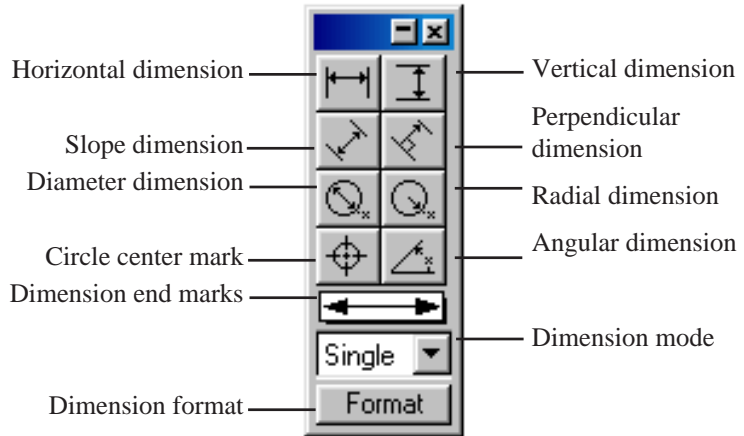 Horizontal dimension
Vertical dimension
Slope dimension
Perpendicular
dimension
Diameter dimension
Radial dimension
Circle center mark
Angular dimension
Dimension end marks
Single
Dimension mode
Dimension format
Format